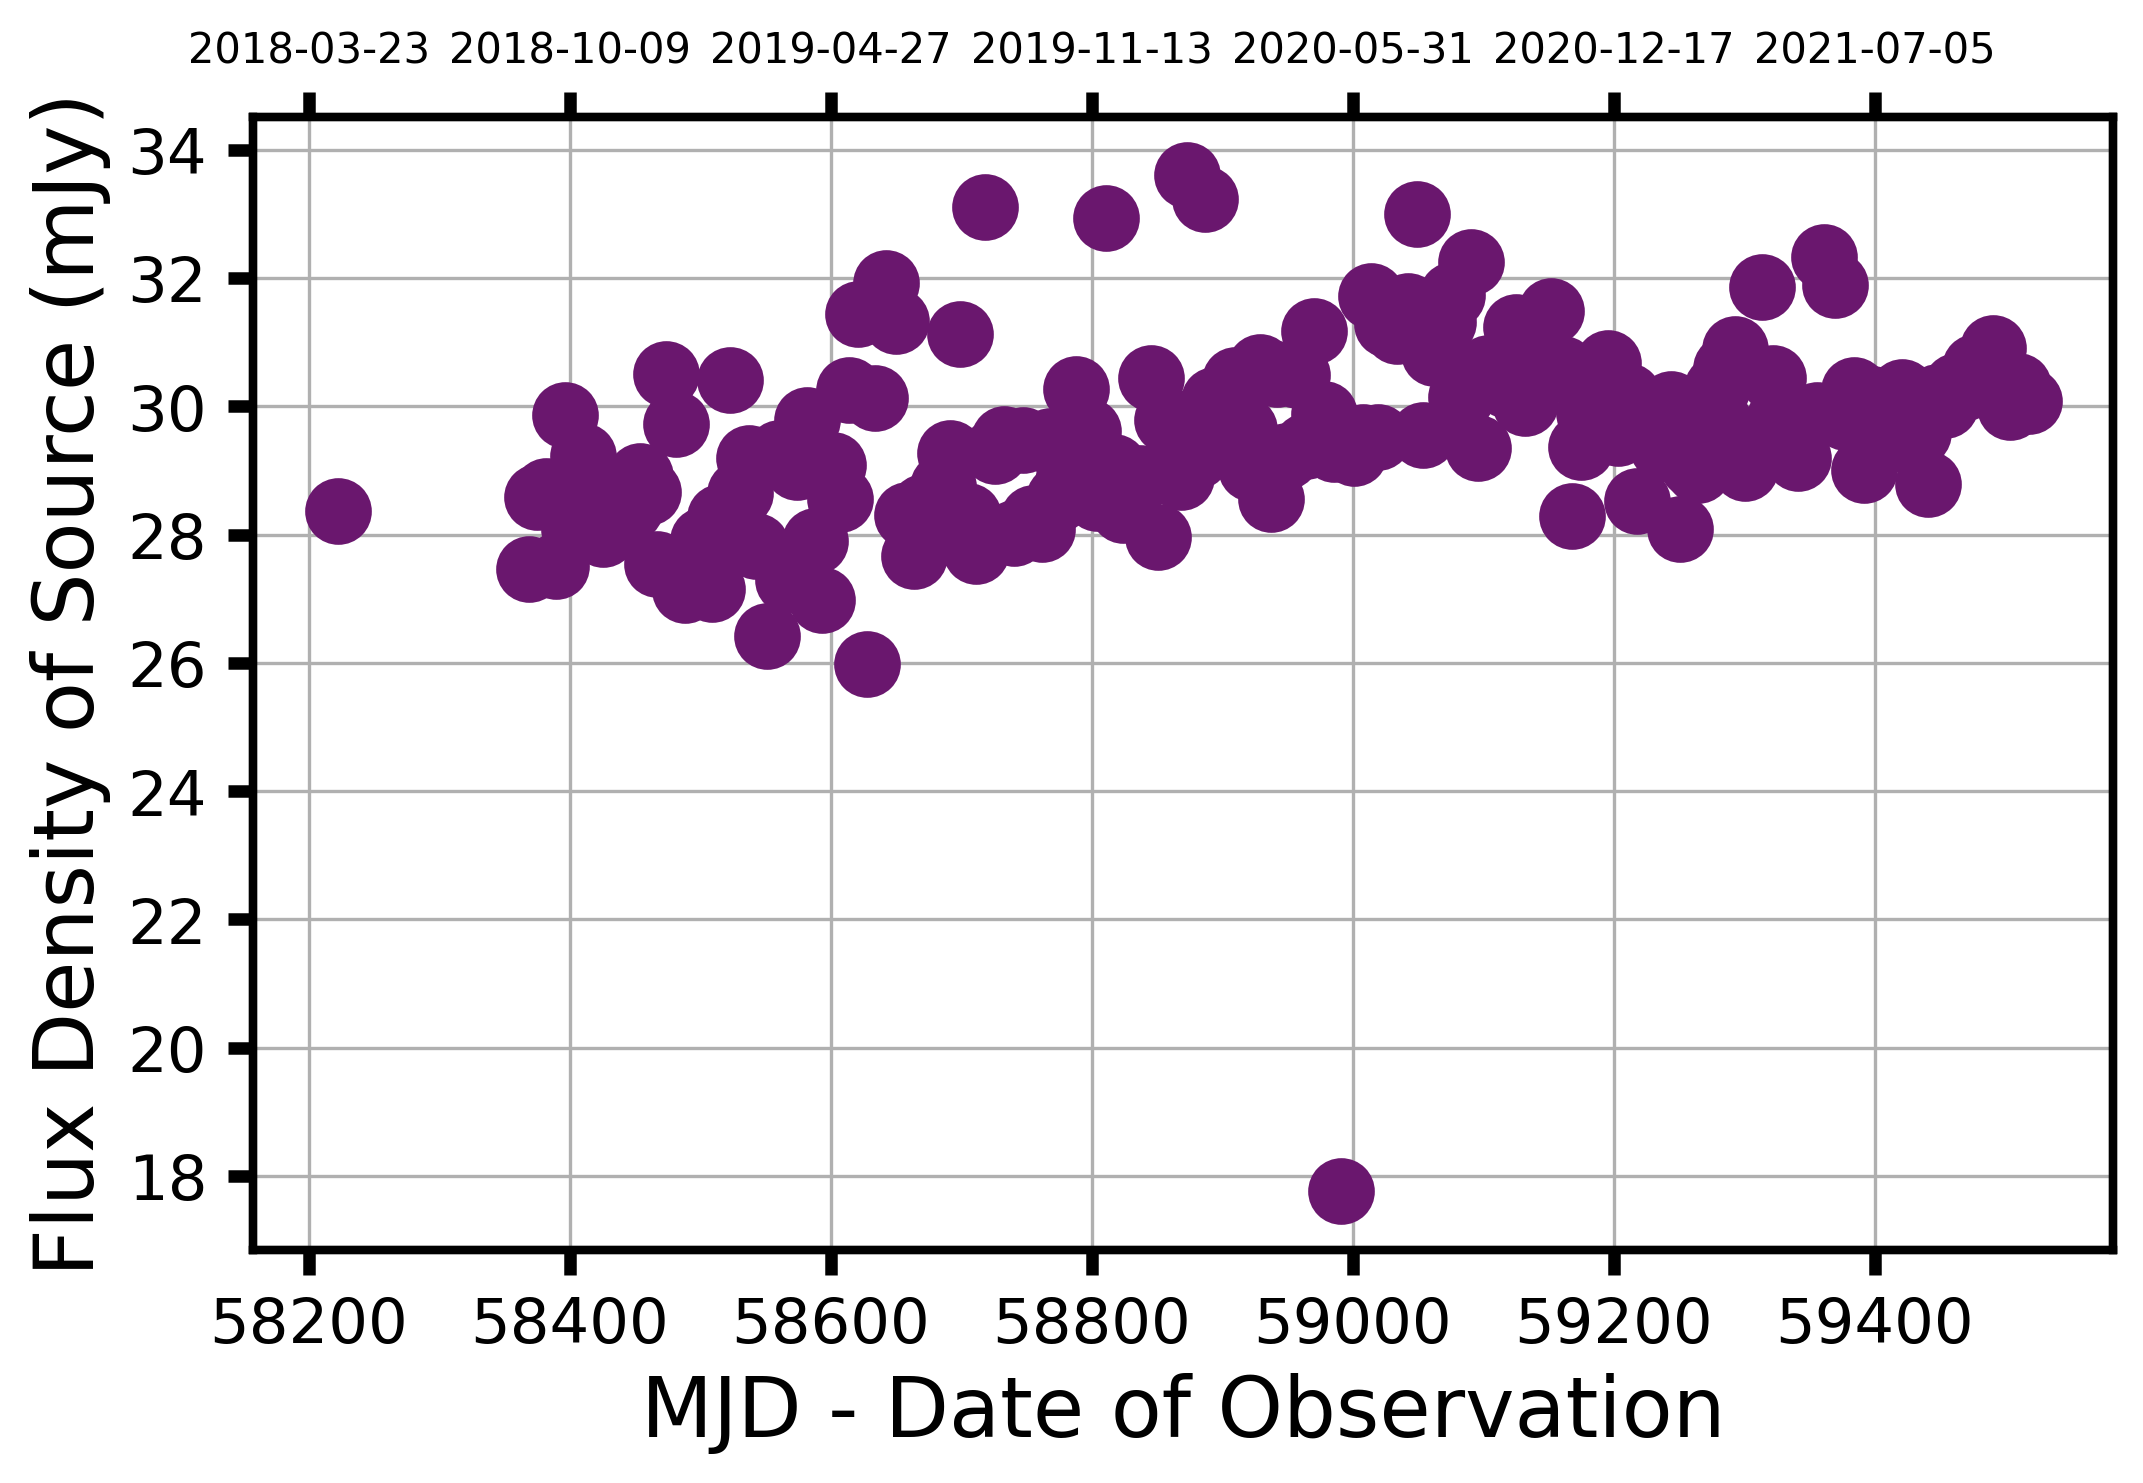 2018-03-23 2018-10-09 2019-04-27 2019-11-13 2020-05-31 2020-12-17 2021-07-05
Flux Density of Source (mJy)
34
32
30
28
26
24
22
20
18
58200 58400 58600 58800 59000 59200 59400
MJD - Date of Observation